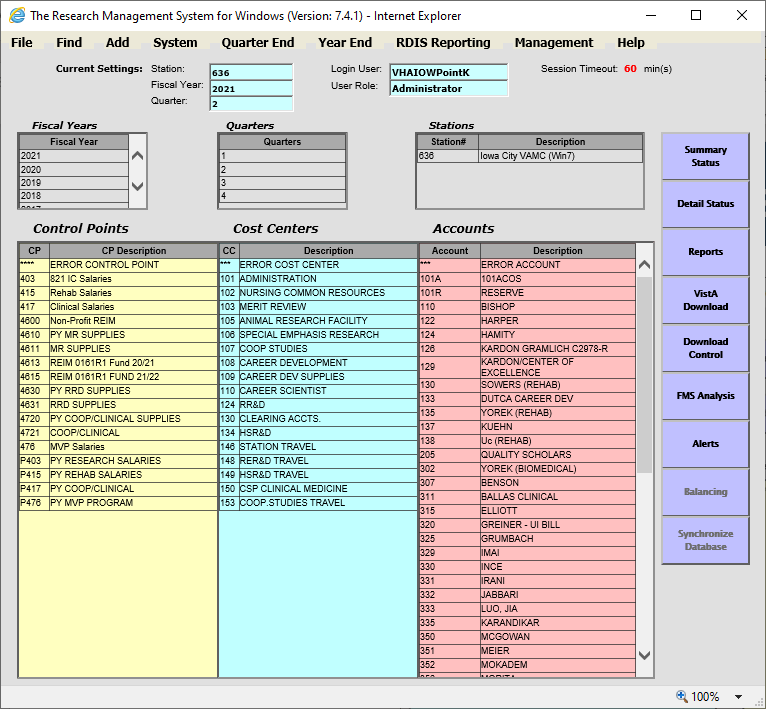 The Research Management System for Windows (Version: 7.4.1) - Internet Explorer
File Find Add System Quarter End Year End RDIS Reporting Management Help
Current Settings: Station: 636 Login User: VHAIOWPointK Session Timeout: 60 min(s)
Fiscal Year: 2021 User Role: Administrator
Quarter: 2
Fiscal Years
Fiscal Year
2021
2020
2019
2018
2017
Quarters
Quarters
1
2
3
4
Stations
Station# Description
636 Iowa City VAMC (Win7)
Control Points
CP CP Description
**** ERROR CONTROL POINT
403 821 IC Salaries
415 Rehab Salaries
417 Clinical Salaries
4600 Non-Profit REIM
4610 PY MR SUPPLIES
4611 MR SUPPLIES
4613 REIM 0161R1 Fund 20/21
4615 REIM 0161R1 FUND 21/22
4630 PY RRD SUPPLIES
4631 RRD SUPPLIES
4720 PY COOP/CLINICAL SUPPLIES
4721 COOP/CLINICAL
476 MVP Salaries
P403 PY RESEARCH SALARIES
P415 PY REHAB SALARIES
P417 PY COOP/CLINICAL
P476 PY MVP PROGRAM
Cost Centers
CC Description
*** ERROR COST CENTER
101 ADMINISTRATION
102 NURSING COMMON RESOURCES
103 MERIT REVIEW
105 ANIMAL RESEARCH FACILITY
106 SPECIAL EMPHASIS RESEARCH
107 COOP STUDIES
108 CAREER DEVELOPMENT
109 CAREER DEV SUPPLIES
110 CAREER SCIENTIST
124 RR&D
130 CLEARING ACCTS.
134 HSR&D
146 STATION TRAVEL
148 RER&D TRAVEL
149 HSR&D TRAVEL
150 CSP CLINICAL MEDICINE
153 COOP.STUDIES TRAVEL
Accounts
Account Description
*** ERROR ACCOUNT
101A 101ACOS
101R RESERVE
110 BISHOP
122 HARPER
124 HAMITY
126 KARDON GRAMLICH C2978-R
129 KARDON/CENTER OF
EXCELLENCE
130 SOWERS (REHAB)
133 DUTCA CAREER DEV
135 YOREK (REHAB)
137 KUEHN
138 Uc (REHAB)
205 QUALITY SCHOLARS
302 YOREK (BIOMEDICAL)
307 BENSON
311 BALLAS CLINICAL
315 ELLIOTT
320 GREINER - UI BILL
325 GRUMBACH
329 IMAI
330 INCE
331 IRANI
332 JABBARI
333 LUO, JIA
335 KARANDIKAR
350 MCGOWAN
351 MEIER
352 MOKADEM
Summary
Status
Detail Status
Reports
VistA
Download
Download
Control
FMS Analysis
Alerts
Balancing
Synchronize
Database
100%